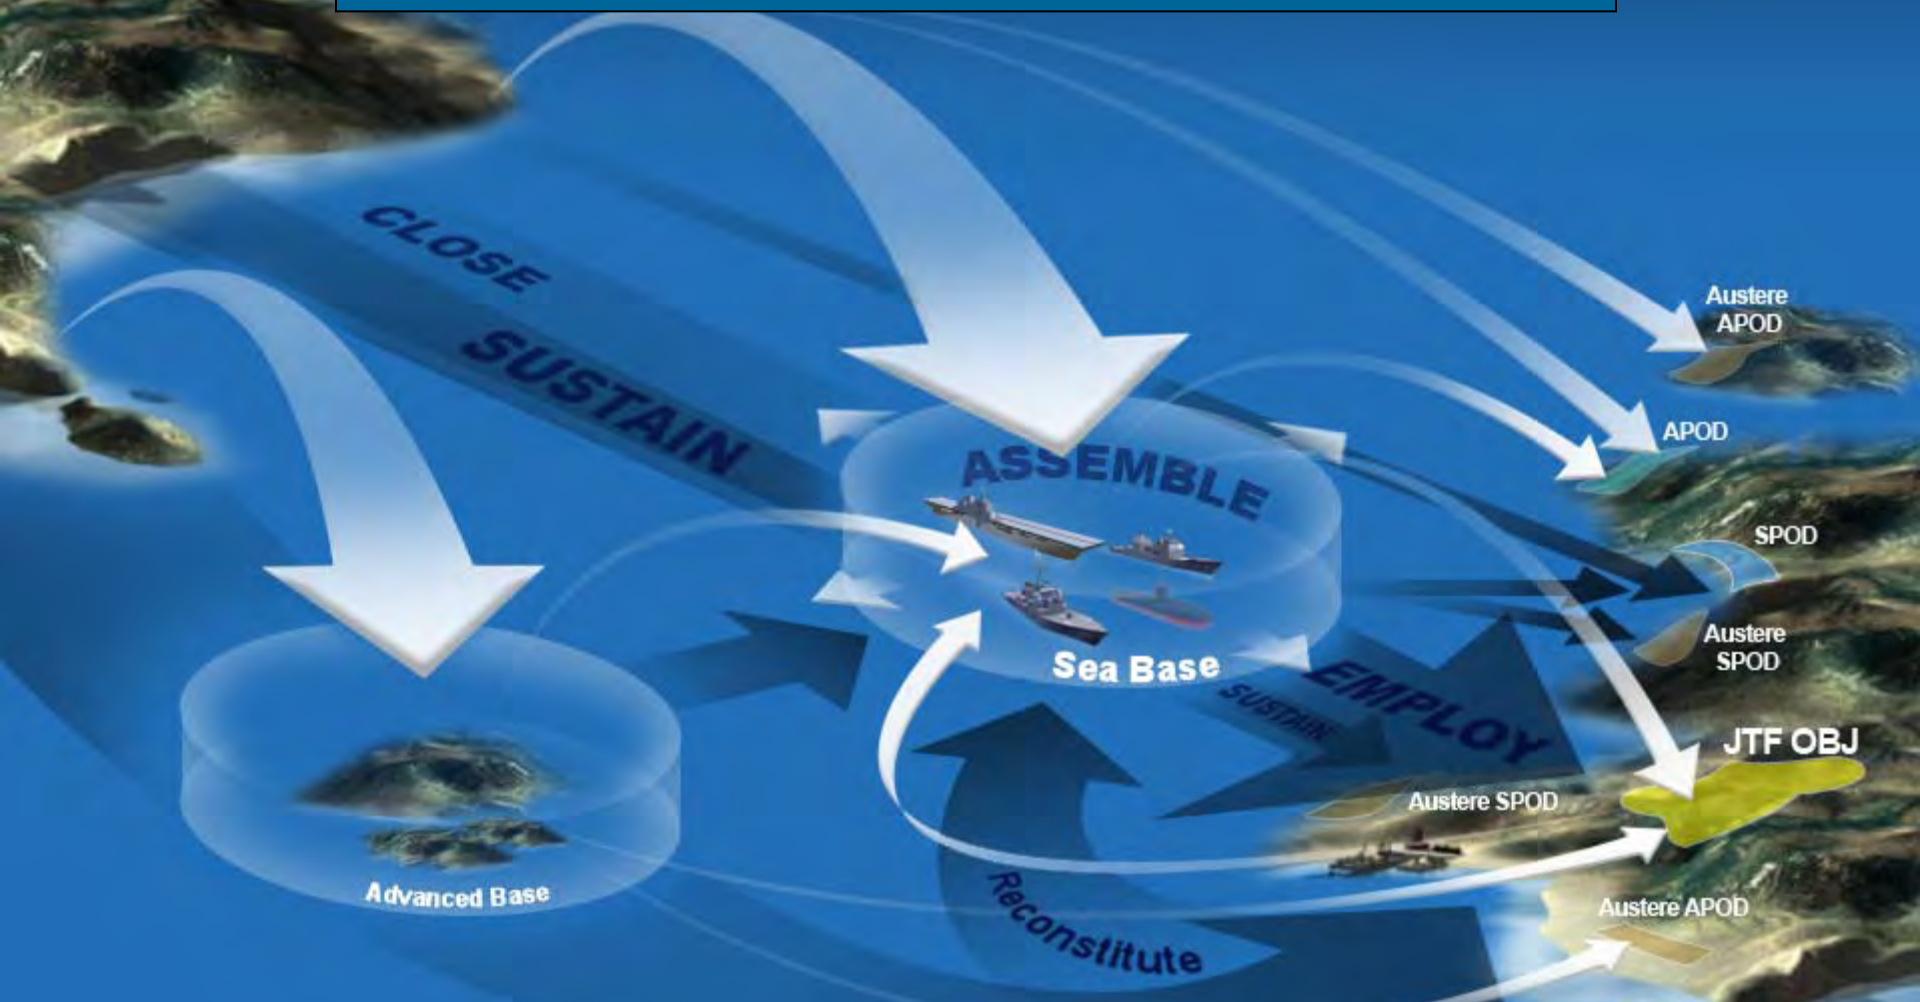 CLOSE
SUSTAIN
Austere
APOD
APOD
ASSEMBLE
SPOD
Austere
SPOD
Sea Base
SUSTAIN
EMPLOY
JTF OBJ
Austere SPOD
Advanced Base
Reconstitute
Austere APOD